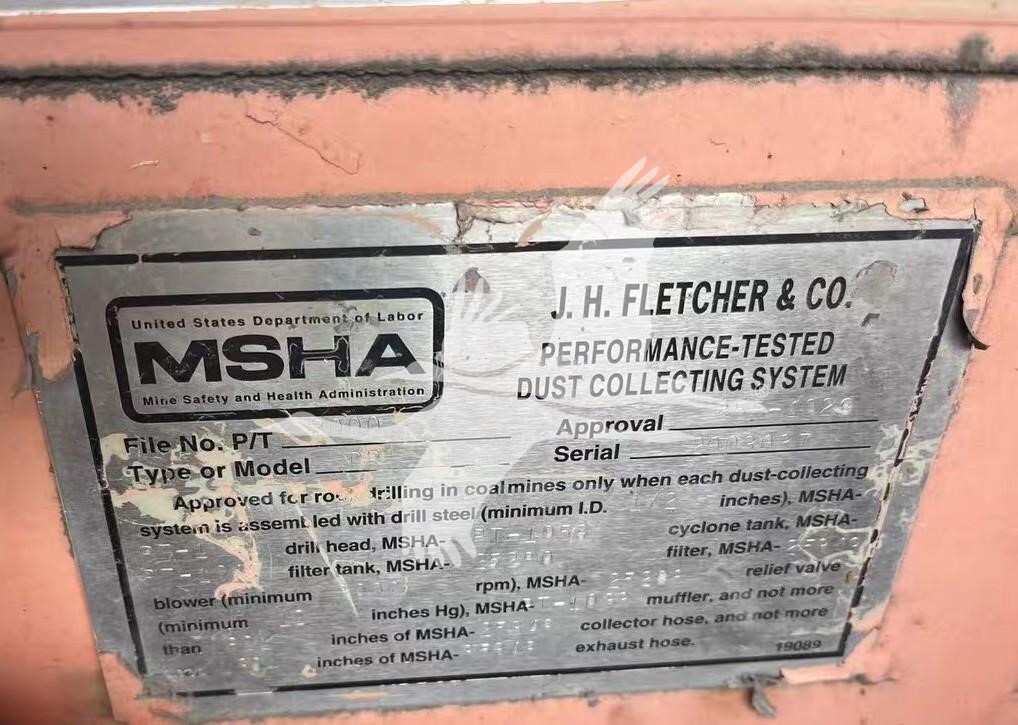 United States Department of Labor
MSHA
Mine Safety and Health Administration
J. H. FLETCHER & CO.
PERFORMANCE-TESTED
DUST COLLECTING SYSTEM
File No. P/T
Approval
Type or Model
Serial
Approved for drilling in coal mines only when each dust-collecting
system is assembled with drill steel (minimum I.D. inches), MSHA-
drill head, MSHA- cyclone tank, MSHA-
filter tank, MSHA- filter, MSHA-
blower (minimum rpm), MSHA- relief valve
(minimum inches Hg), MSHA- muffler, and not more
than inches of MSHA- collector hose, and not more
inches of MSHA- exhaust hose.
19089